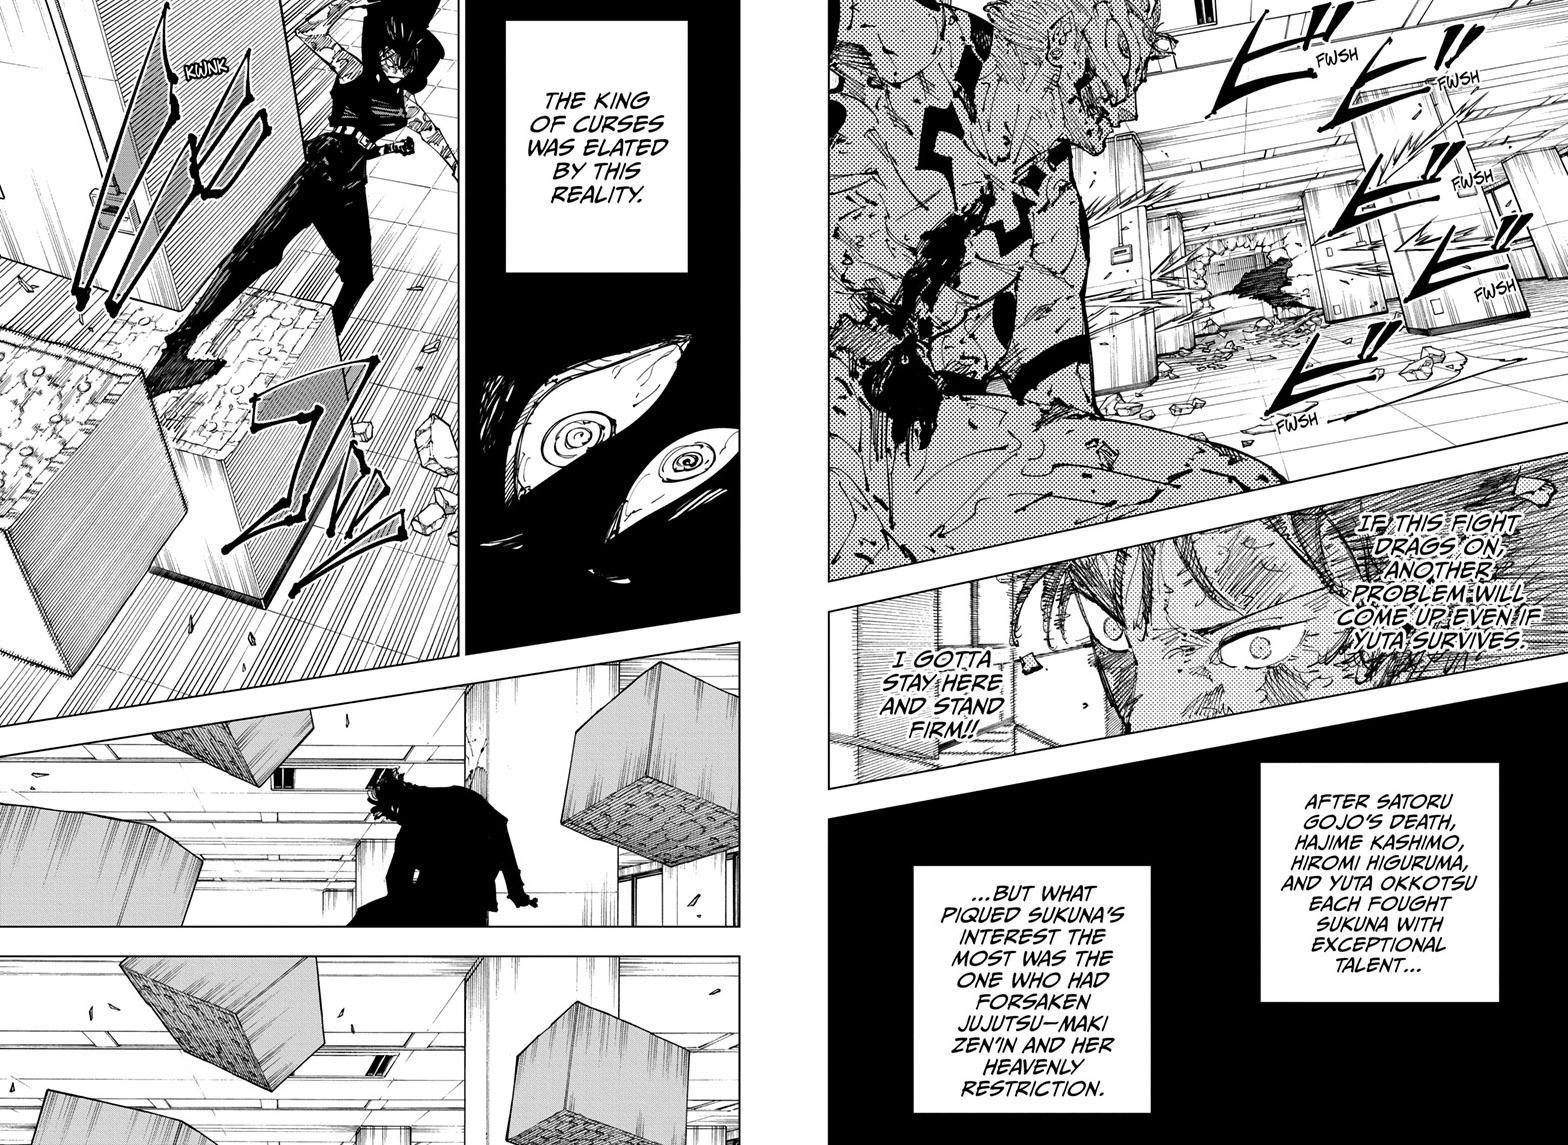 FWSH
FWSH
FWSH
FWSH
FWSH
IF THIS FIGHT
DRAGS ON,
ANOTHER
PROBLEM WILL
COME UP EVEN IF
YUTA SURVIVES.
I GOTTA
STAY HERE
AND STAND
FIRM!!
AFTER SATORU
GOJO'S DEATH,
HAJIME KASHIMO,
HIROMI HIGURUMA,
AND YUTA OKKOTSU
EACH FOUGHT
SUKUNA WITH
EXCEPTIONAL
TALENT...
...BUT WHAT
PIQUED SUKUNA'S
INTEREST THE
MOST WAS THE
ONE WHO HAD
FORSAKEN
JUJUTSU—MAKI
ZEN'IN AND HER
HEAVENLY
RESTRICTION.
THE KING
OF CURSES
WAS ELATED
BY THIS
REALITY.
KWNK